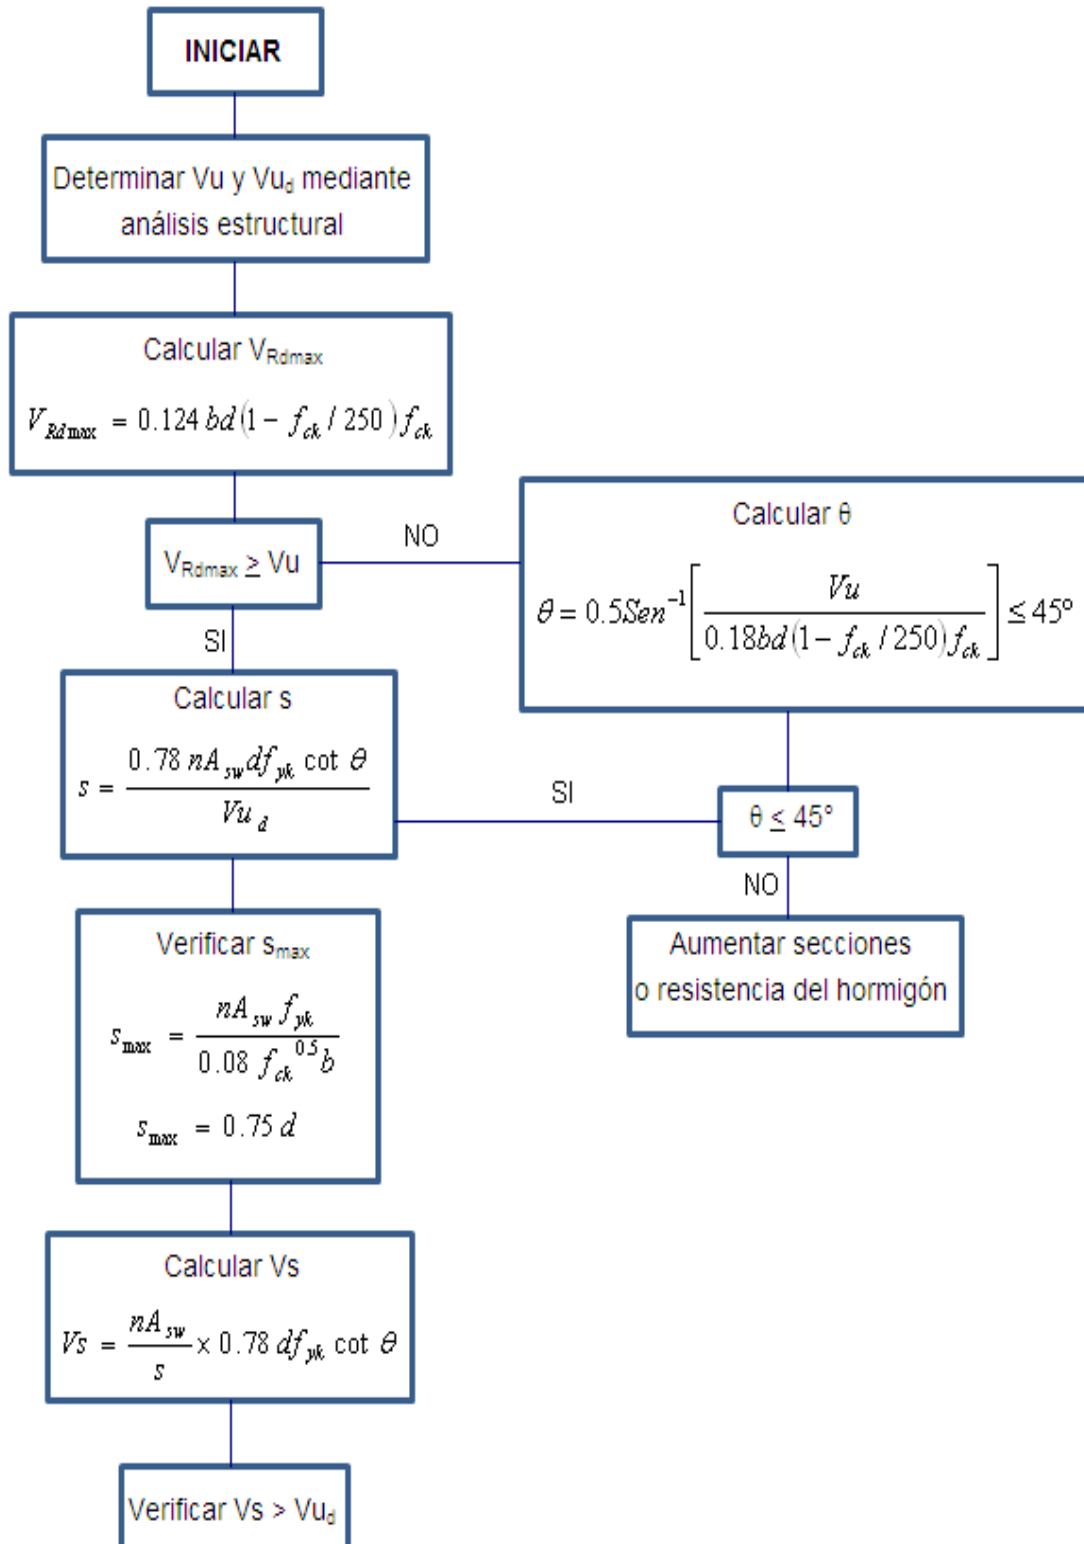 INICIAR
Determinar Vu y Vu_d mediante
análisis estructural
Calcular V_Rdmax
V_Rdmax = 0.124 bd(1 − f_ck / 250) f_ck
V_Rdmax ≥ Vu
NO
Calcular θ
θ = 0.5Sen^-1[Vu / 0.18bd(1 − f_ck / 250) f_ck] ≤ 45°
SI
Calcular s
s = 0.78 nA_sw df_yk cot θ / Vu_d
SI
θ ≤ 45°
NO
Aumentar secciones
o resistencia del hormigón
Verificar s_max
s_max = nA_sw f_yk / 0.08 f_ck^0.5 b
s_max = 0.75 d
Calcular Vs
Vs = nA_sw / s × 0.78 df_yk cot θ
Verificar Vs > Vu_d